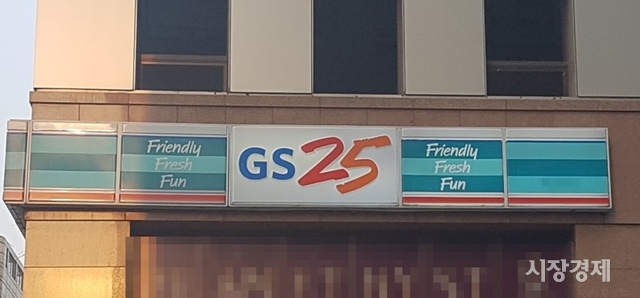 Friendly
Fresh
Fun
GS25
Friendly
Fresh
Fun
시장경제